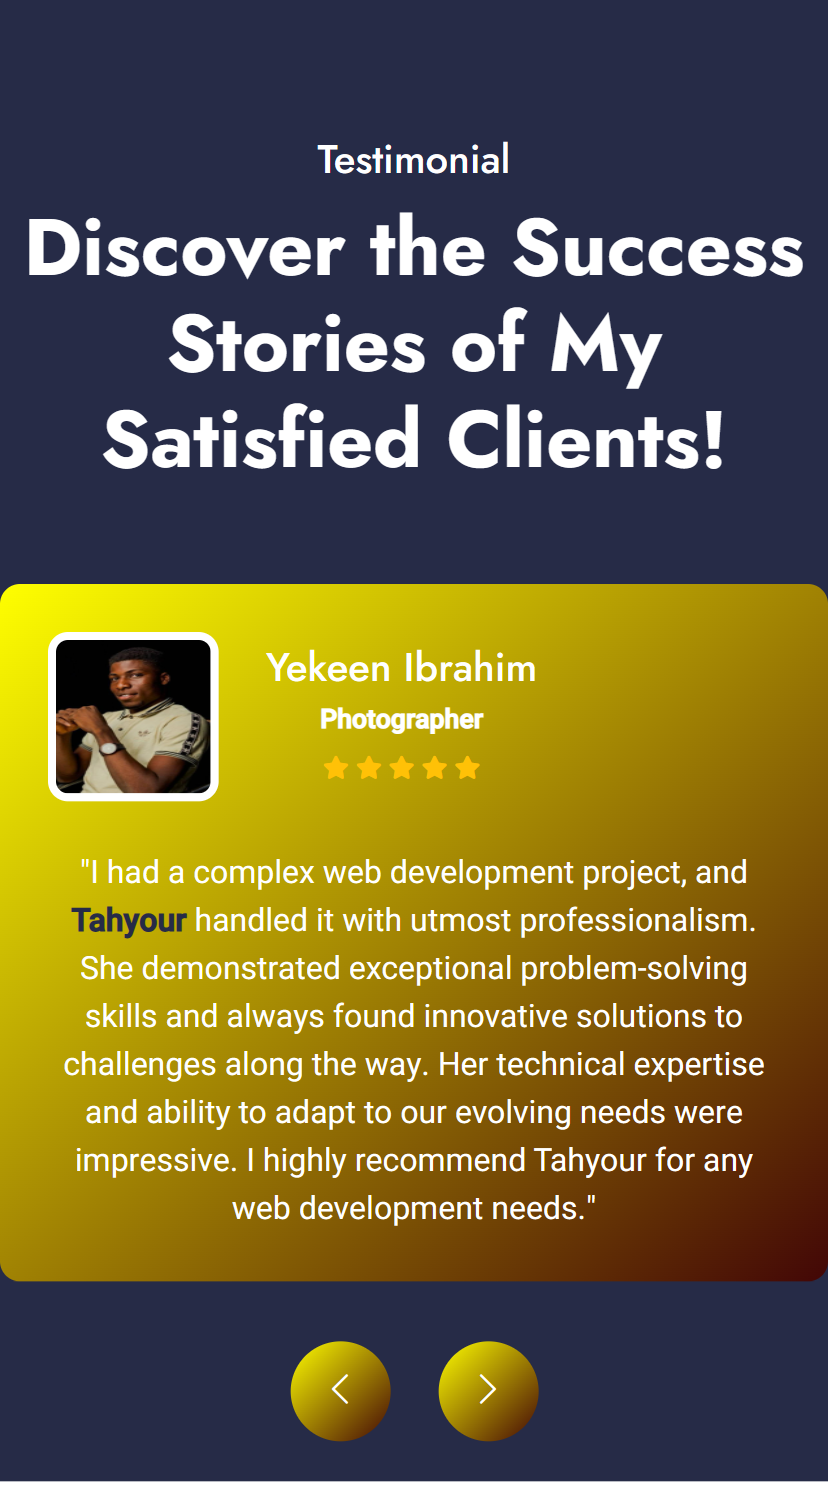 Testimonial
Discover the Success
Stories of My
Satisfied Clients!
Yekeen Ibrahim
Photographer
"I had a complex web development project, and
Tahyour handled it with utmost professionalism.
She demonstrated exceptional problem-solving
skills and always found innovative solutions to
challenges along the way. Her technical expertise
and ability to adapt to our evolving needs were
impressive. I highly recommend Tahyour for any
web development needs."